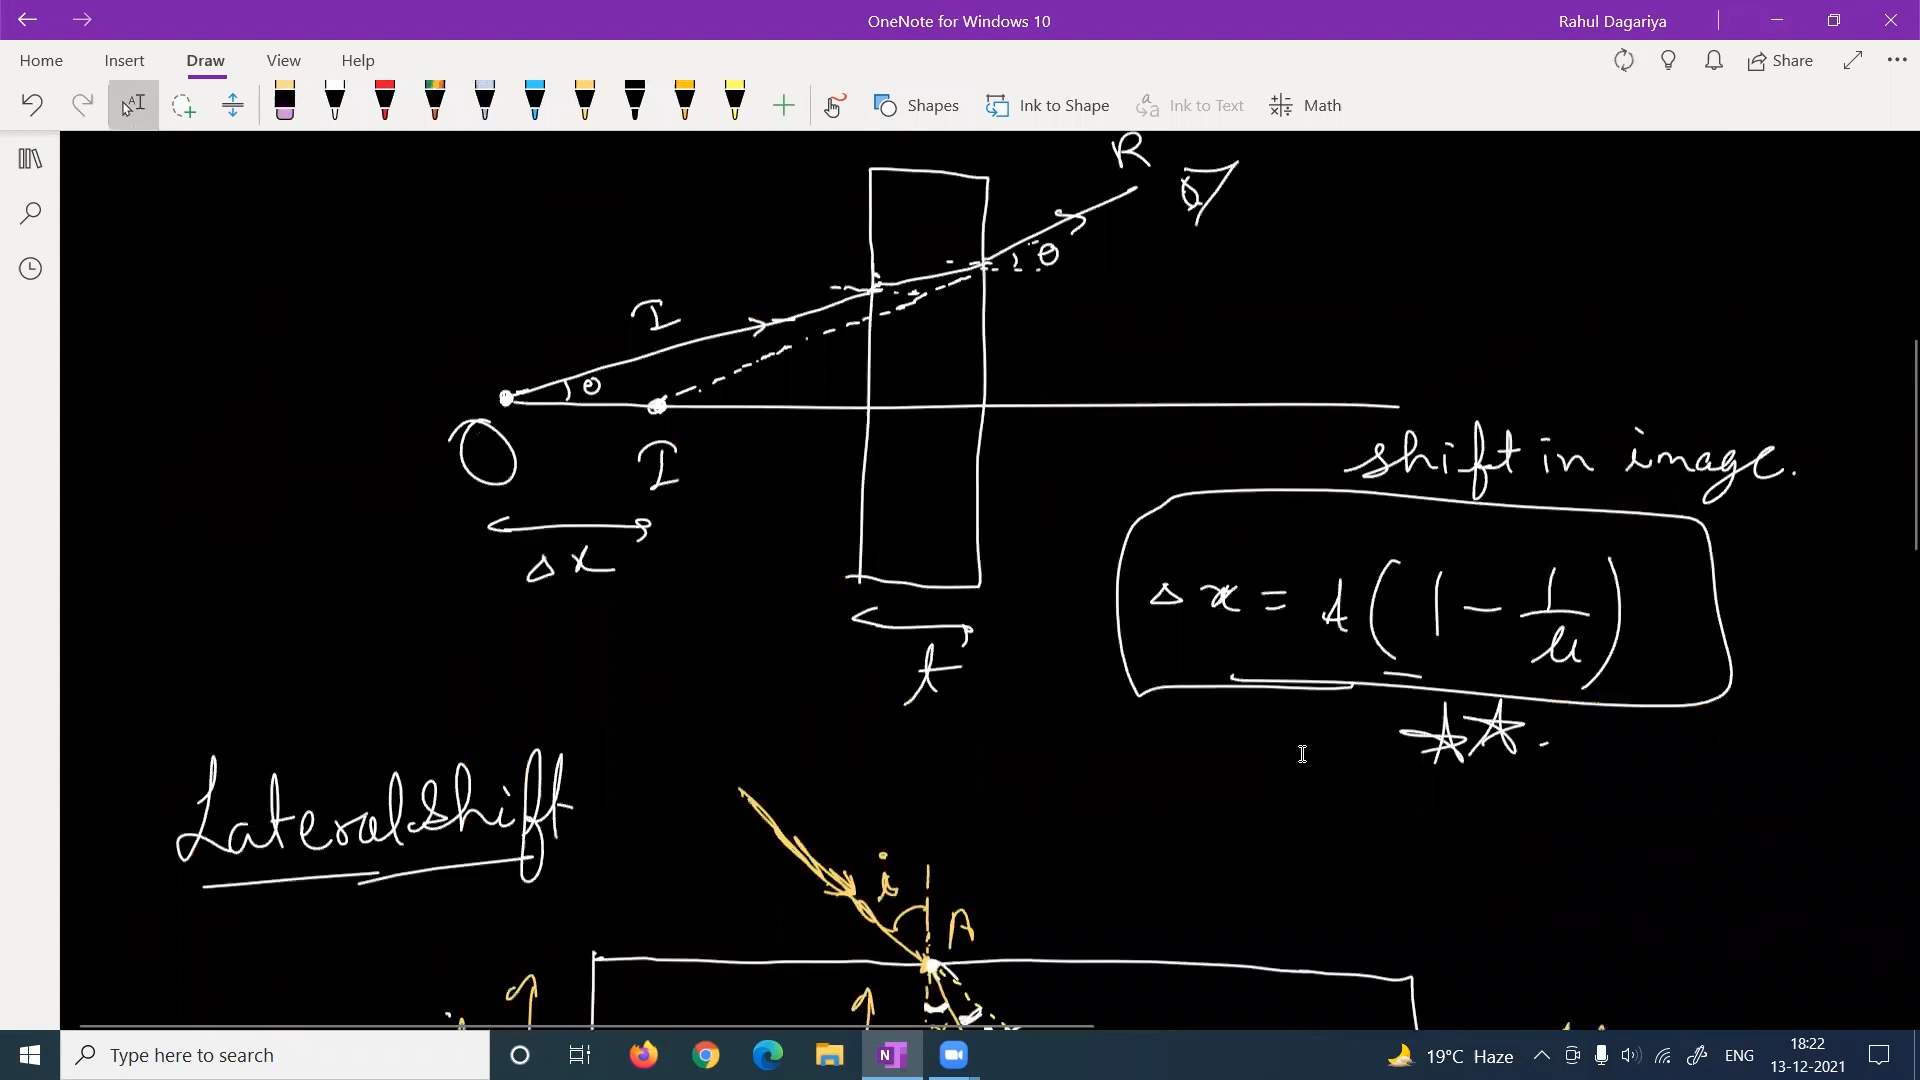 OneNote for Windows 10
Rahul Dagariya
Home Insert Draw View Help
Share
Shapes Ink to Shape Ink to Text Math
R
θ
I
θ
O
I
Δx
shift in image.
Δx = t(1 - 1/μ)
t
Lateral shift
i
A
Type here to search
19°C Haze
ENG
18:22
13-12-2021